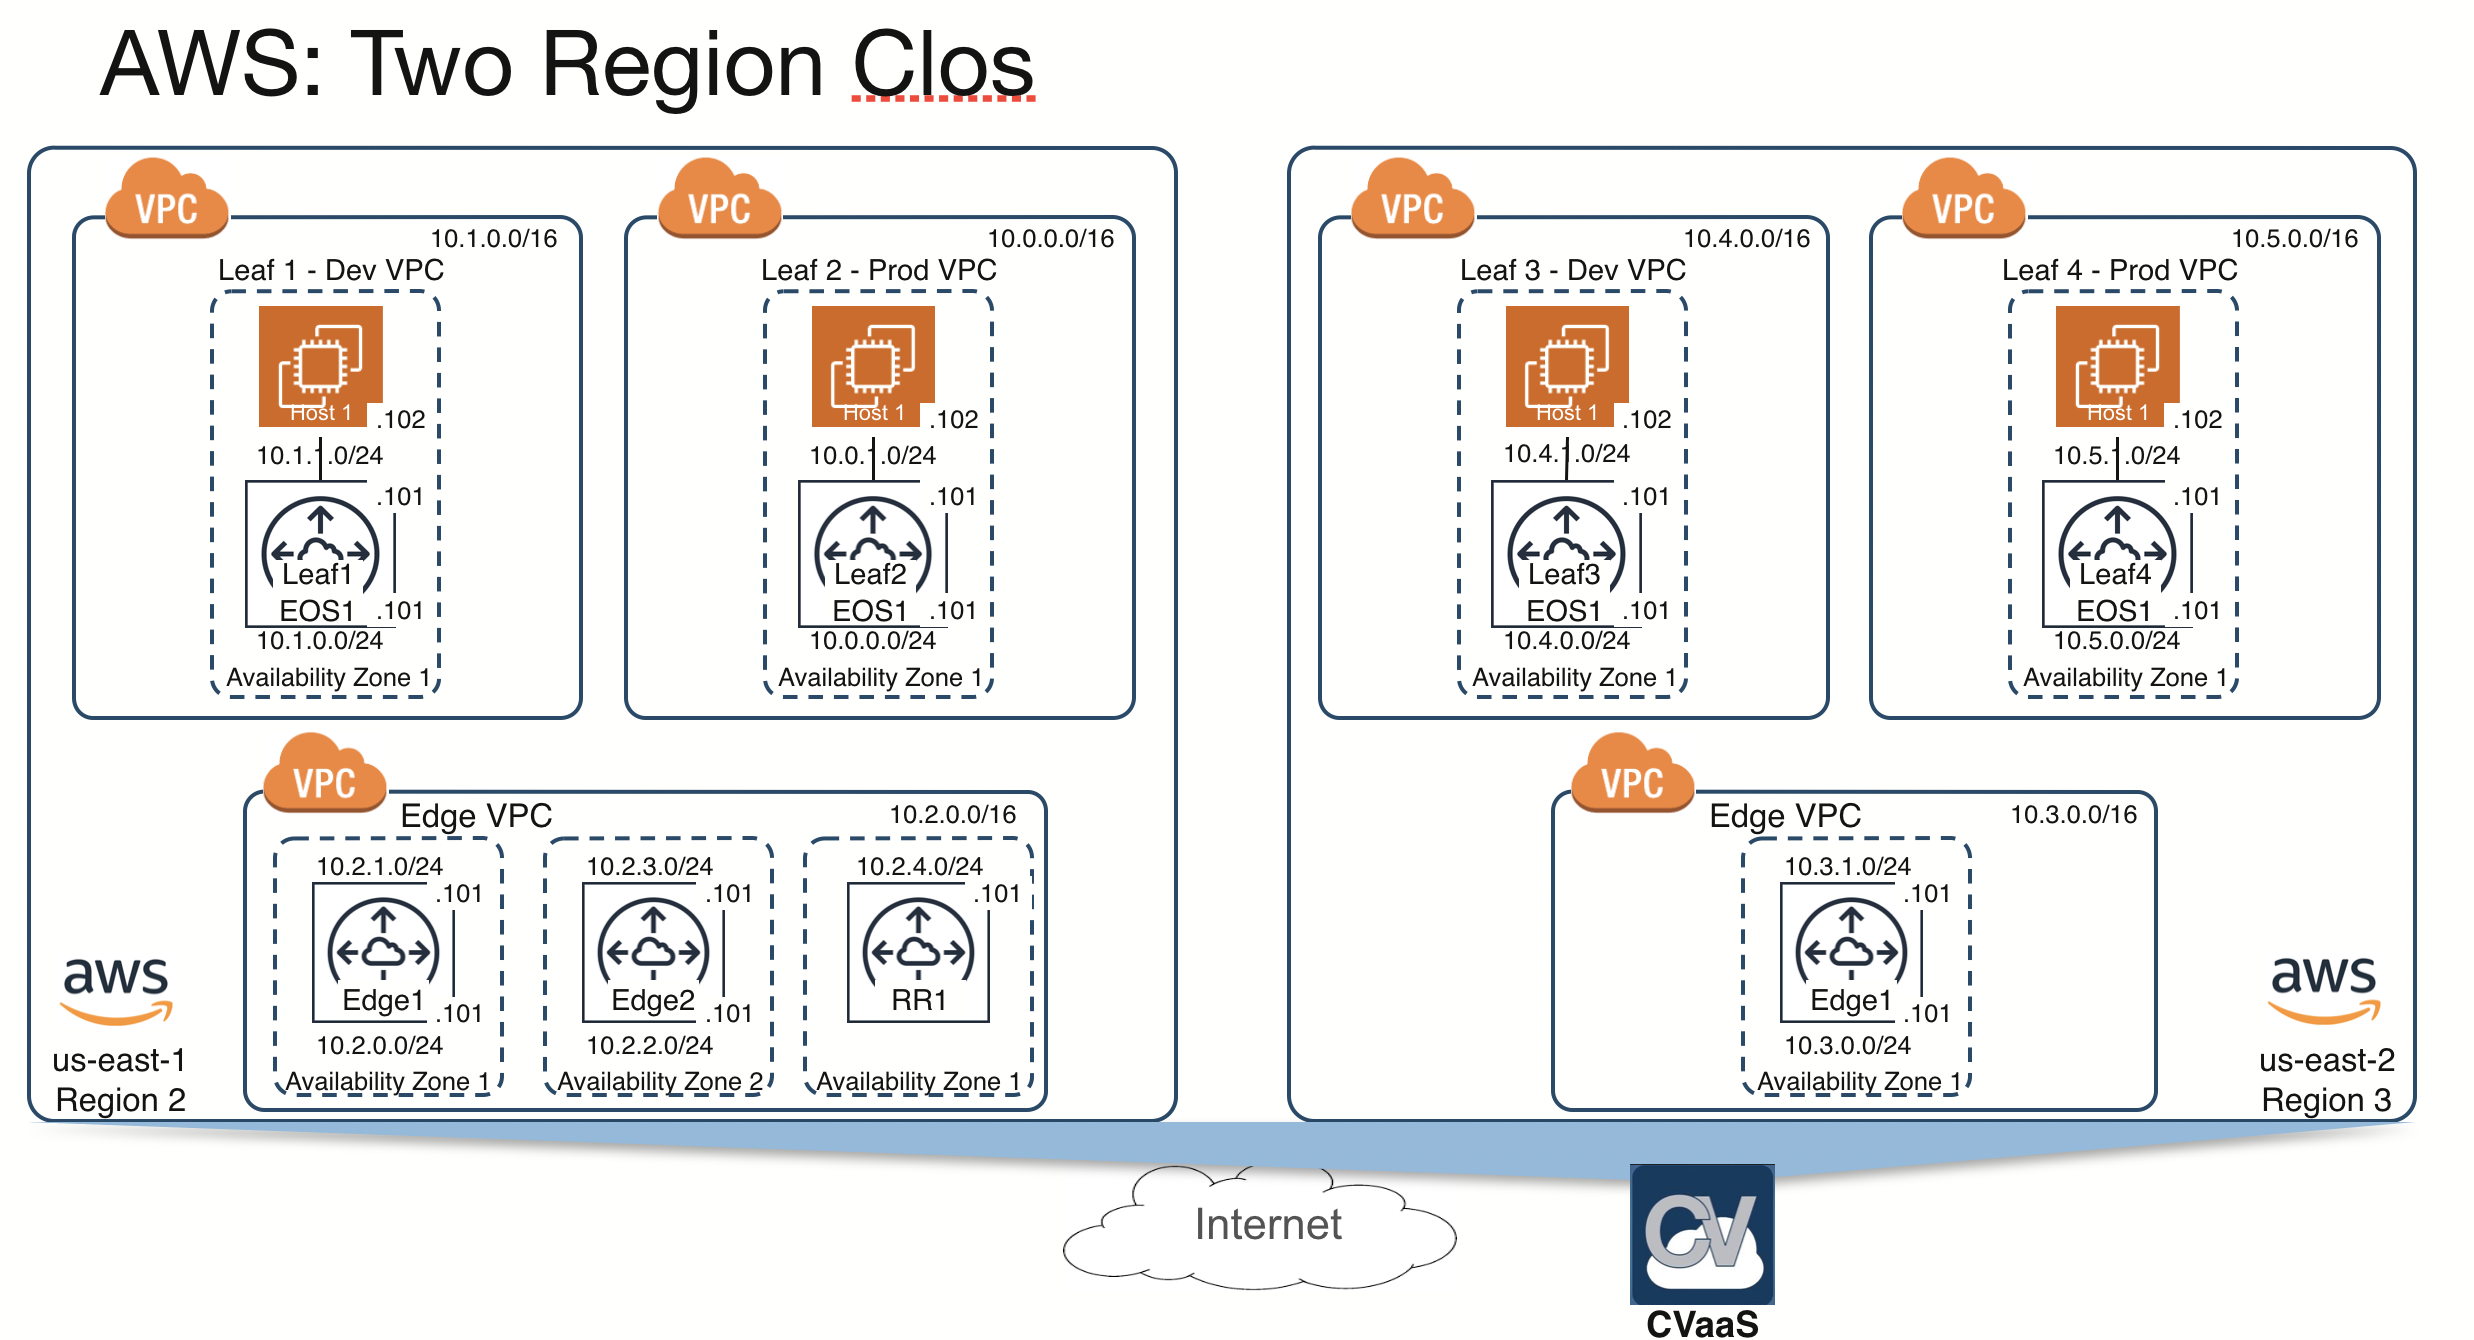 AWS: Two Region Clos
VPC
10.1.0.0/16
Leaf 1 - Dev VPC
Host 1
.102
10.1.1.0/24
.101
Leaf1
EOS1
.101
10.1.0.0/24
Availability Zone 1
VPC
10.0.0.0/16
Leaf 2 - Prod VPC
Host 1
.102
10.0.1.0/24
.101
Leaf2
EOS1
.101
10.0.0.0/24
Availability Zone 1
VPC
Edge VPC
10.2.0.0/16
10.2.1.0/24
.101
Edge1
.101
10.2.0.0/24
Availability Zone 1
10.2.3.0/24
.101
Edge2
.101
10.2.2.0/24
Availability Zone 2
10.2.4.0/24
.101
RR1
Availability Zone 1
aws
us-east-1
Region 2
VPC
10.4.0.0/16
Leaf 3 - Dev VPC
Host 1
.102
10.4.1.0/24
.101
Leaf3
EOS1
.101
10.4.0.0/24
Availability Zone 1
VPC
10.5.0.0/16
Leaf 4 - Prod VPC
Host 1
.102
10.5.1.0/24
.101
Leaf4
EOS1
.101
10.5.0.0/24
Availability Zone 1
VPC
Edge VPC
10.3.0.0/16
10.3.1.0/24
.101
Edge1
.101
10.3.0.0/24
Availability Zone 1
aws
us-east-2
Region 3
Internet
CV
CVaaS